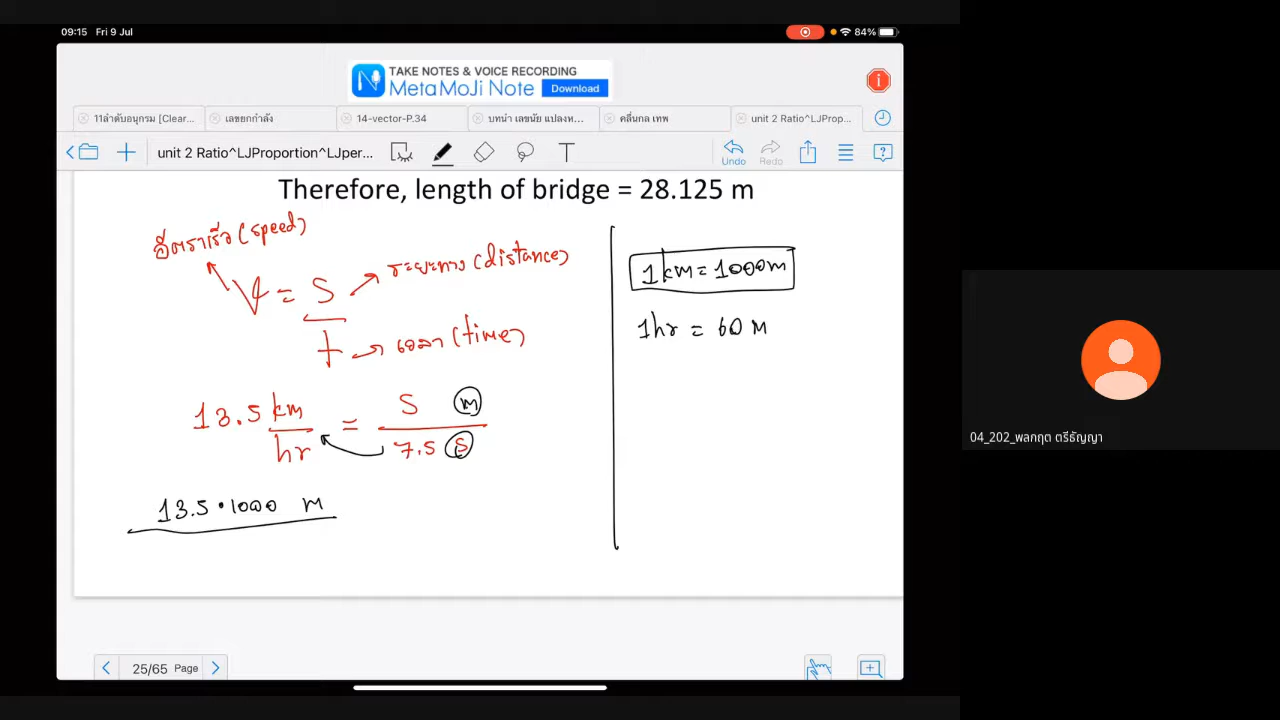 09:15 Fri 9 Jul
84%
TAKE NOTES & VOICE RECORDING
MetaMoJi Note Download
11ลำดับอนุกรม [Clear...
เลขยกกำลัง
14-vector-P.34
บทนำ เลขนัย แปลงห...
คลื่นกล เทพ
unit 2 Ratio^LJProp...
unit 2 Ratio^LJProportion^LJper...
T
Undo
Redo
Therefore, length of bridge = 28.125 m
อัตราเร็ว (speed)
V = S
ระยะทาง (distance)
t
เวลา (time)
1 km = 1000 m
1 hr = 60 M
13.5 km = S m
hr 7.5 s
13.5 • 1000 m
25/65 Page
04_202_พลกฤต ตรีธัญญา